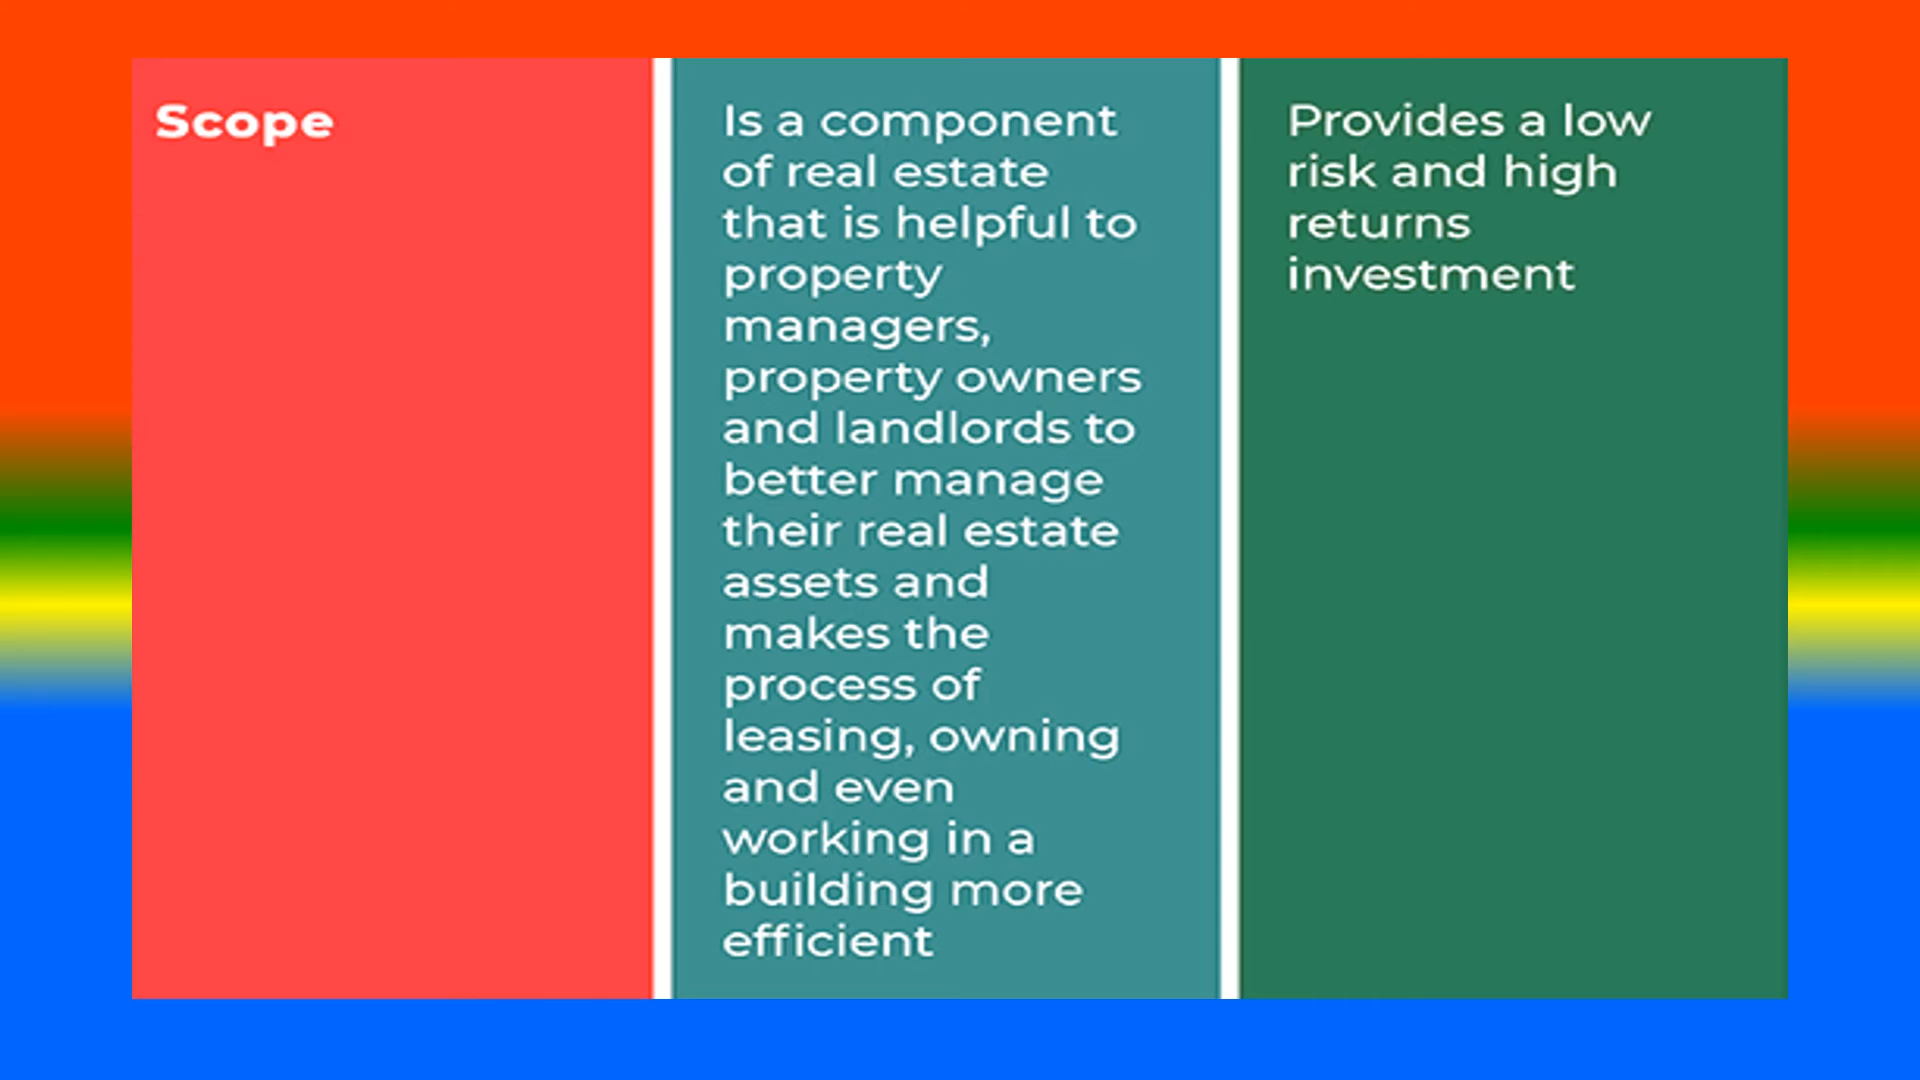 Scope
Is a component
of real estate
that is helpful to
property
managers,
property owners
and landlords to
better manage
their real estate
assets and
makes the
process of
leasing, owning
and even
working in a
building more
efficient
Provides a low
risk and high
returns
investment